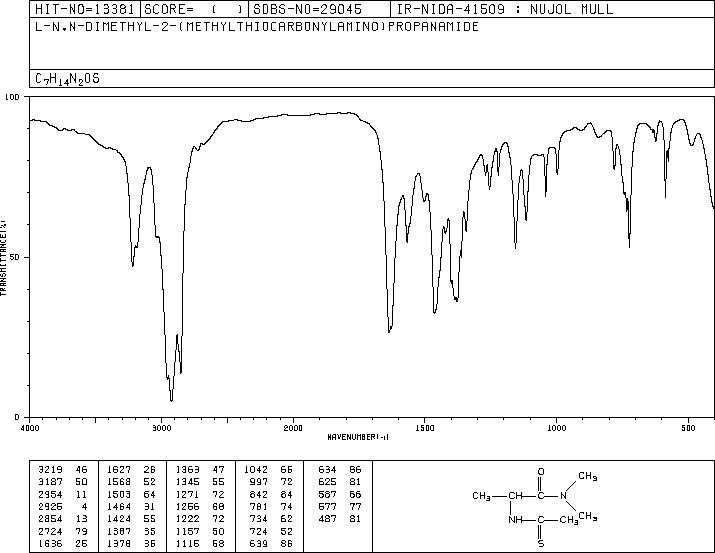 HIT-NO=13381 SCORE= ( ) SDBS-NO=29045 IR-NIDA-41509 : NUJOL MULL
L-N,N-DIMETHYL-2-(METHYLTHIOCARBONYLAMINO)PROPANAMIDE
C7H14N2OS
100
50
0
TRANSMITTANCE(%)
4000 3000 2000 1500 1000 500
WAVENUMBER(-1)
3219 46 1627 26 1363 47 1042 66 634 86
3187 50 1568 52 1345 55 997 72 625 81
2954 11 1503 64 1271 72 842 84 587 66
2925 4 1464 31 1256 68 781 74 577 77
2854 13 1424 55 1222 72 734 62 487 81
2724 79 1387 35 1157 50 724 52
1636 25 1378 35 1116 58 639 86
O
CH3
CH3 CH C N
NH C CH2 CH3
S